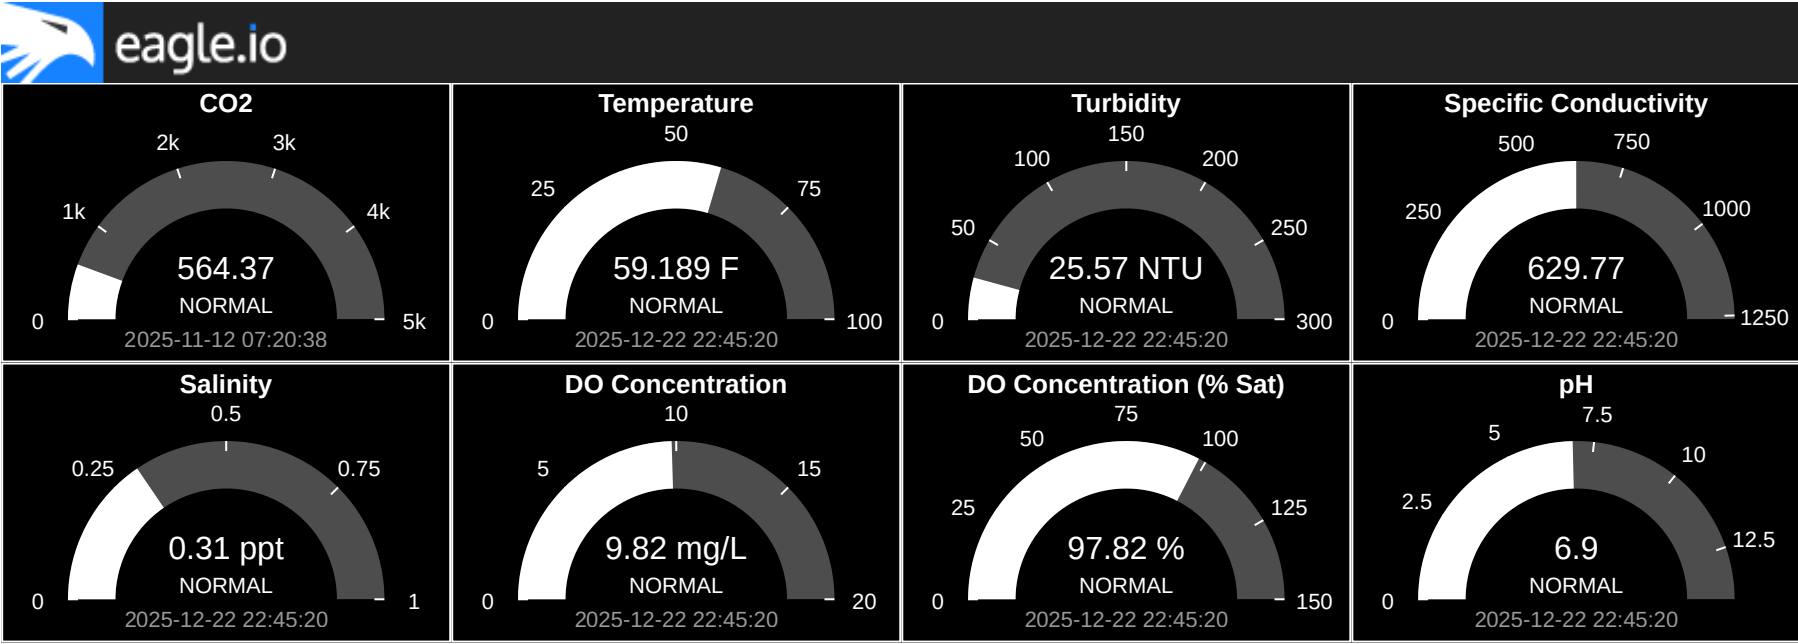 eagle.io
CO2
2k
3k
1k
4k
564.37
NORMAL
0
5k
2025-11-12 07:20:38
Temperature
50
25
75
59.189 F
NORMAL
0
100
2025-12-22 22:45:20
Turbidity
150
100
200
50
250
25.57 NTU
NORMAL
0
300
2025-12-22 22:45:20
Specific Conductivity
500
750
250
1000
629.77
NORMAL
0
1250
2025-12-22 22:45:20
Salinity
0.5
0.25
0.75
0.31 ppt
NORMAL
0
1
2025-12-22 22:45:20
DO Concentration
10
5
15
9.82 mg/L
NORMAL
0
20
2025-12-22 22:45:20
DO Concentration (% Sat)
75
50
100
25
125
97.82 %
NORMAL
0
150
2025-12-22 22:45:20
pH
7.5
5
10
2.5
12.5
6.9
NORMAL
0
2025-12-22 22:45:20